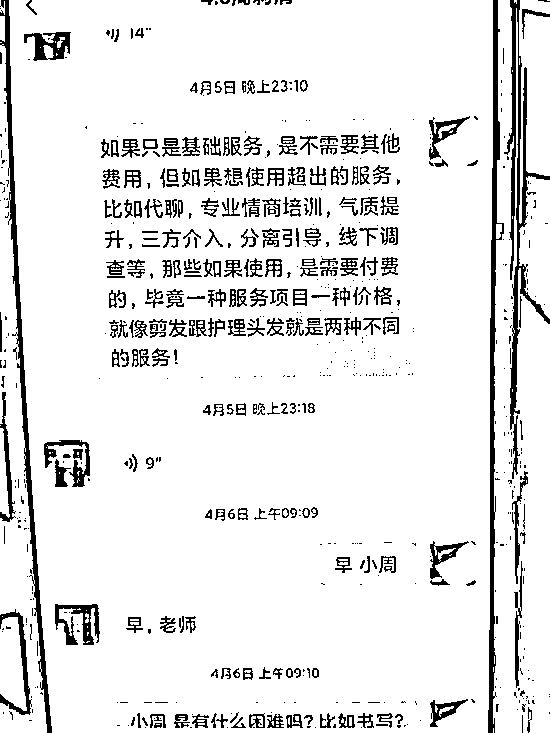 14"
4月5日 晚上23:10
如果只是基础服务，是不需要其他
费用，但如果想使用超出的服务，
比如代聊，专业情商培训，气质提
升，三方介入，分离引导，线下调
查等，那些如果使用，是需要付费
的，毕竟一种服务项目一种价格，
就像剪发跟护理头发就是两种不同
的服务！
4月5日 晚上23:18
9"
4月6日 上午09:09
早 小周
早，老师
4月6日 上午09:10
小周 是有什么困难吗？比如书写？